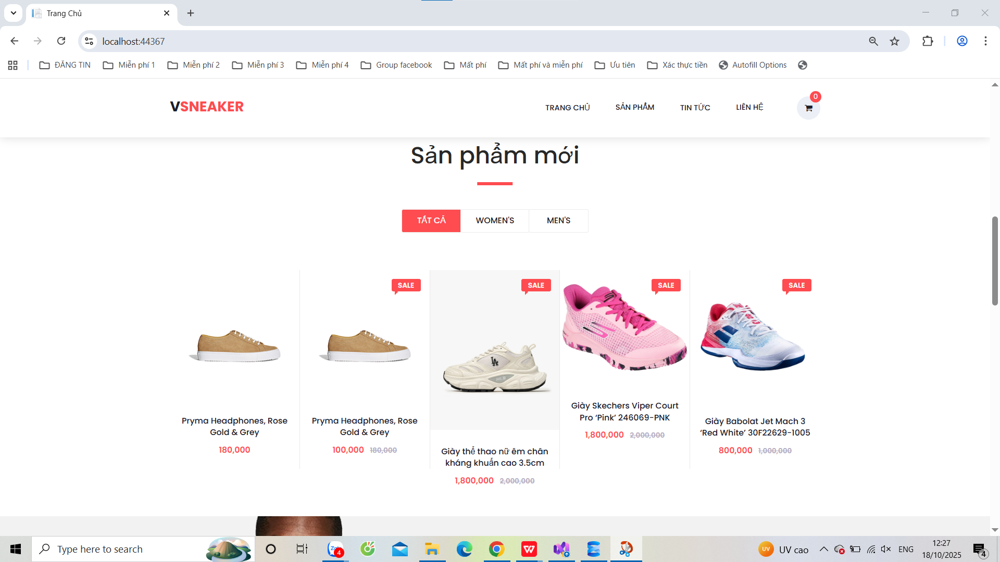 Trang Chủ
localhost:44367
ĐĂNG TIN
Miễn phí 1
Miễn phí 2
Miễn phí 3
Miễn phí 4
Group facebook
Mất phí
Mất phí và miễn phí
Ưu tiên
Xác thực tiền
Autofill Options
VSNEAKER
TRANG CHỦ
SẢN PHẨM
TIN TỨC
LIÊN HỆ
0
Sản phẩm mới
TẤT CẢ
WOMEN'S
MEN'S
SALE
SALE
SALE
SALE
LA
MLB
Pryma Headphones, Rose
Gold & Grey
180,000
Pryma Headphones, Rose
Gold & Grey
100,000 180,000
Giày thể thao nữ êm chân
kháng khuẩn cao 3.5cm
1,800,000 2,000,000
Giày Skechers Viper Court
Pro ‘Pink’ 246069-PNK
1,800,000 2,000,000
Giày Babolat Jet Mach 3
‘Red White’ 30F22629-1005
800,000 1,000,000
Type here to search
4
UV
UV cao
ENG
12:27
18/10/2025
4